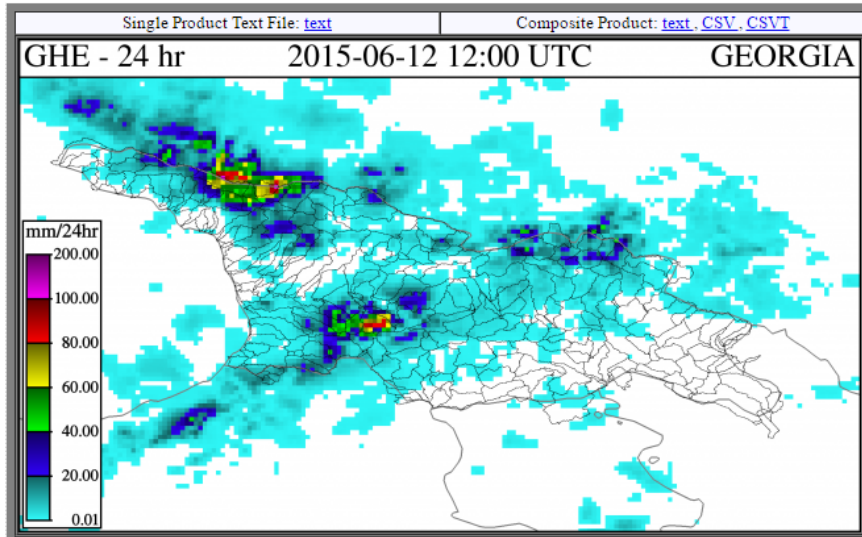 Single Product Text File: text
Composite Product: text , CSV , CSVT
GHE - 24 hr 2015-06-12 12:00 UTC GEORGIA
mm/24hr
200.00
100.00
80.00
60.00
40.00
20.00
0.01